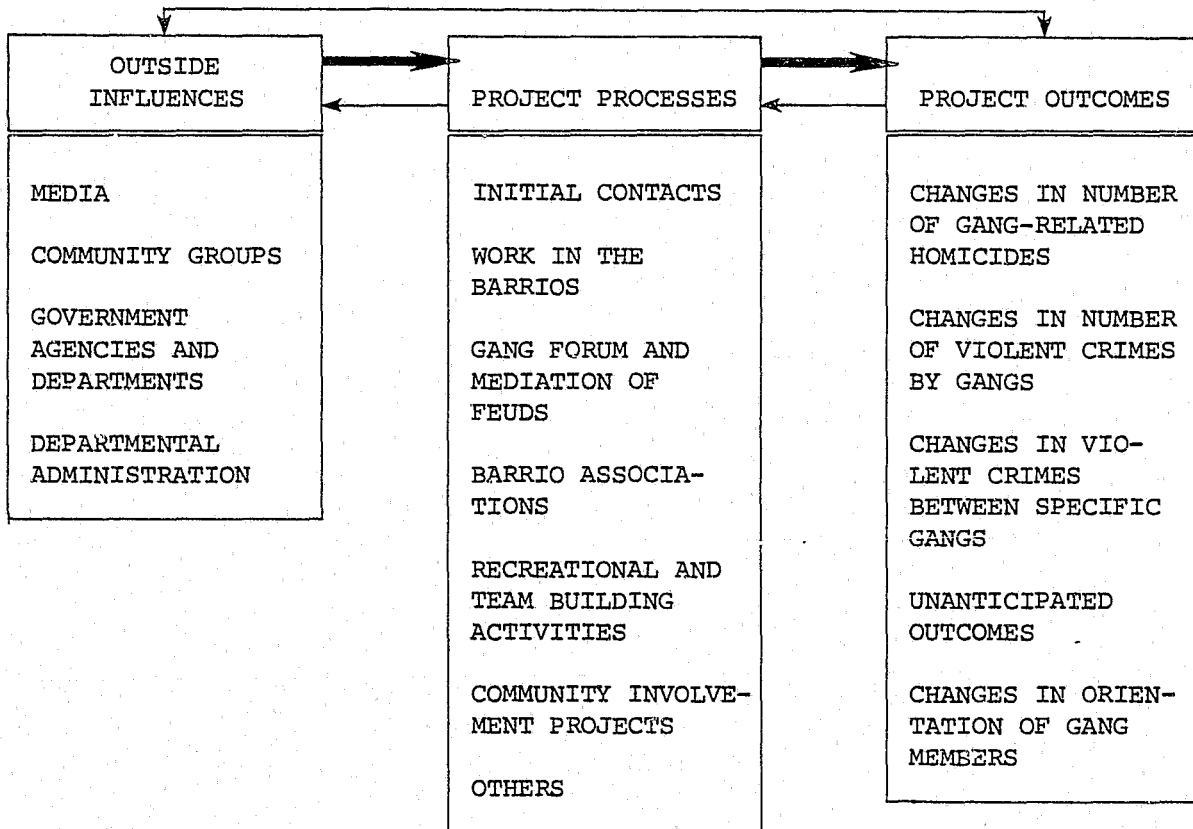 OUTSIDE
INFLUENCES
MEDIA
COMMUNITY GROUPS
GOVERNMENT
AGENCIES AND
DEPARTMENTS
DEPARTMENTAL
ADMINISTRATION
PROJECT PROCESSES
INITIAL CONTACTS
WORK IN THE
BARRIOS
GANG FORUM AND
MEDIATION OF
FEUDS
BARRIO ASSOCIA-
TIONS
RECREATIONAL AND
TEAM BUILDING
ACTIVITIES
COMMUNITY INVOLVE-
MENT PROJECTS
OTHERS
PROJECT OUTCOMES
CHANGES IN NUMBER
OF GANG-RELATED
HOMICIDES
CHANGES IN NUMBER
OF VIOLENT CRIMES
BY GANGS
CHANGES IN VIO-
LENT CRIMES
BETWEEN SPECIFIC
GANGS
UNANTICIPATED
OUTCOMES
CHANGES IN ORIEN-
TATION OF GANG
MEMBERS